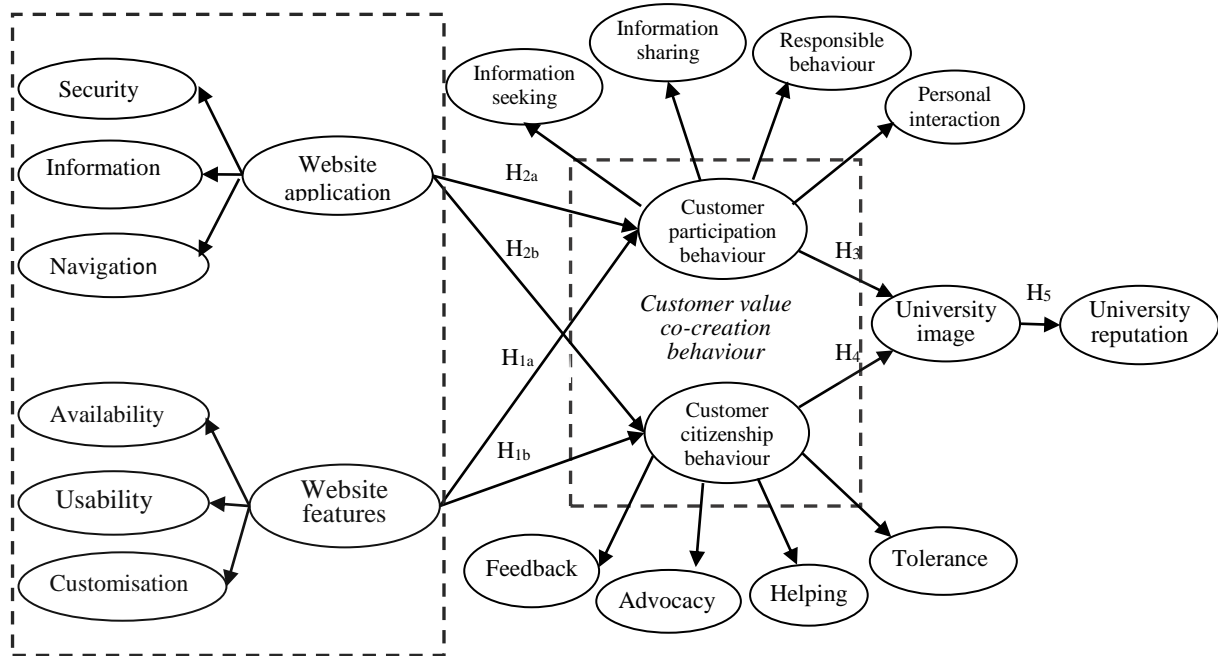 Security
Information
Navigation
Website
application
Availability
Usability
Customisation
Website
features
H2a
H2b
H1a
H1b
Information
seeking
Information
sharing
Responsible
behaviour
Personal
interaction
Customer
participation
behaviour
Customer value
co-creation
behaviour
Customer
citizenship
behaviour
Feedback
Advocacy
Helping
Tolerance
H3
H4
University
image
H5
University
reputation